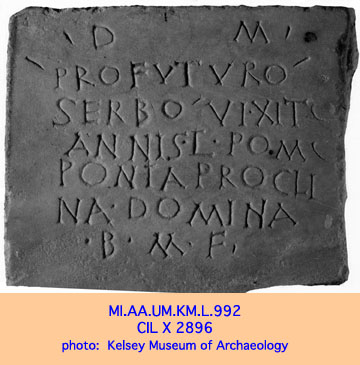 D M
PROFUTURO
SERBO VIXIT
ANNIS L · POM
PONIA PROCLI
NA · DOMINA
· B · M · F ·
MI.AA.UM.KM.L.992
CIL X 2896
photo: Kelsey Museum of Archaeology